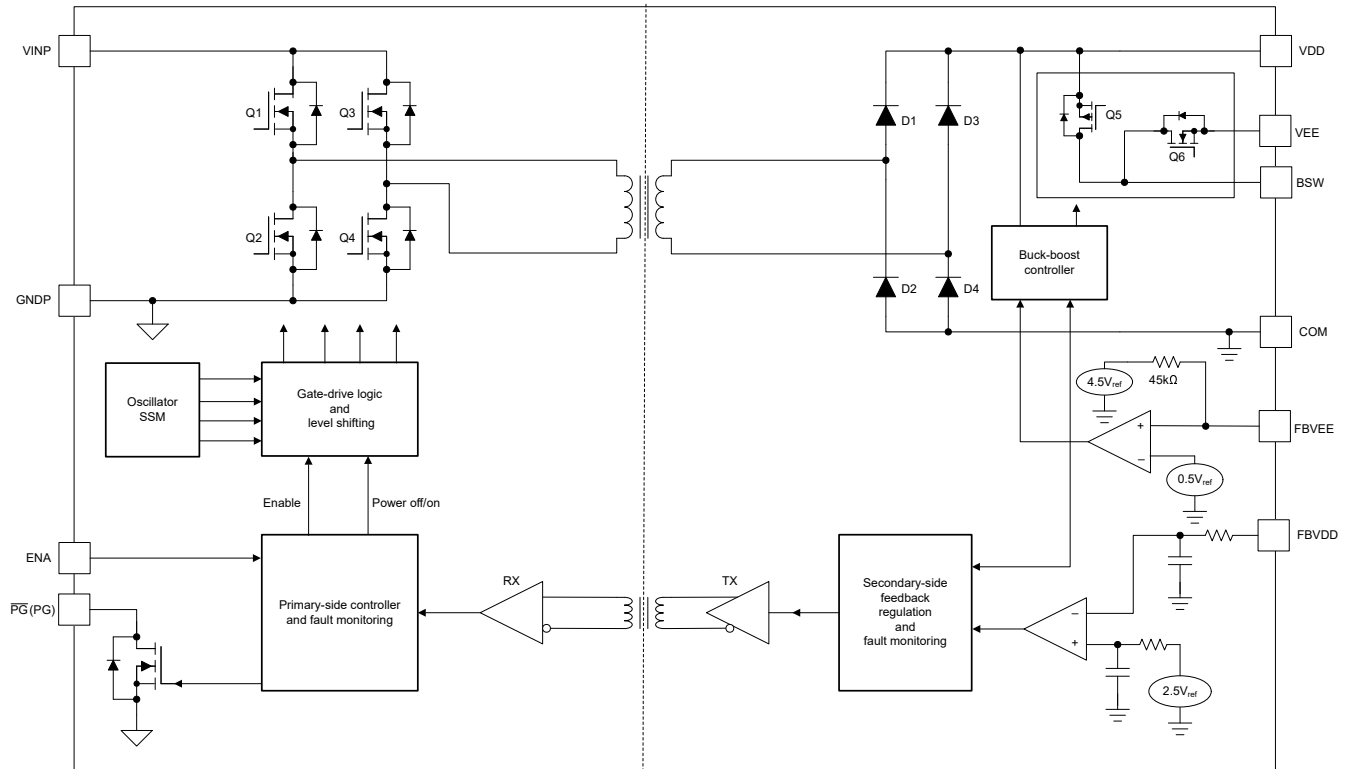 VINP
VDD
Q1
Q3
D1
D3
Q5
VEE
Q6
BSW
Q2
Q4
Buck-boost
controller
D2
D4
GNDP
COM
Oscillator
SSM
Gate-drive logic
and
level shifting
4.5Vref
45kΩ
+
FBVEE
–
0.5Vref
Enable
Power off/on
FBVDD
ENA
PG(PG)
Primary-side controller
and fault monitoring
RX
TX
Secondary-side
feedback
regulation
and
fault monitoring
–
+
2.5Vref